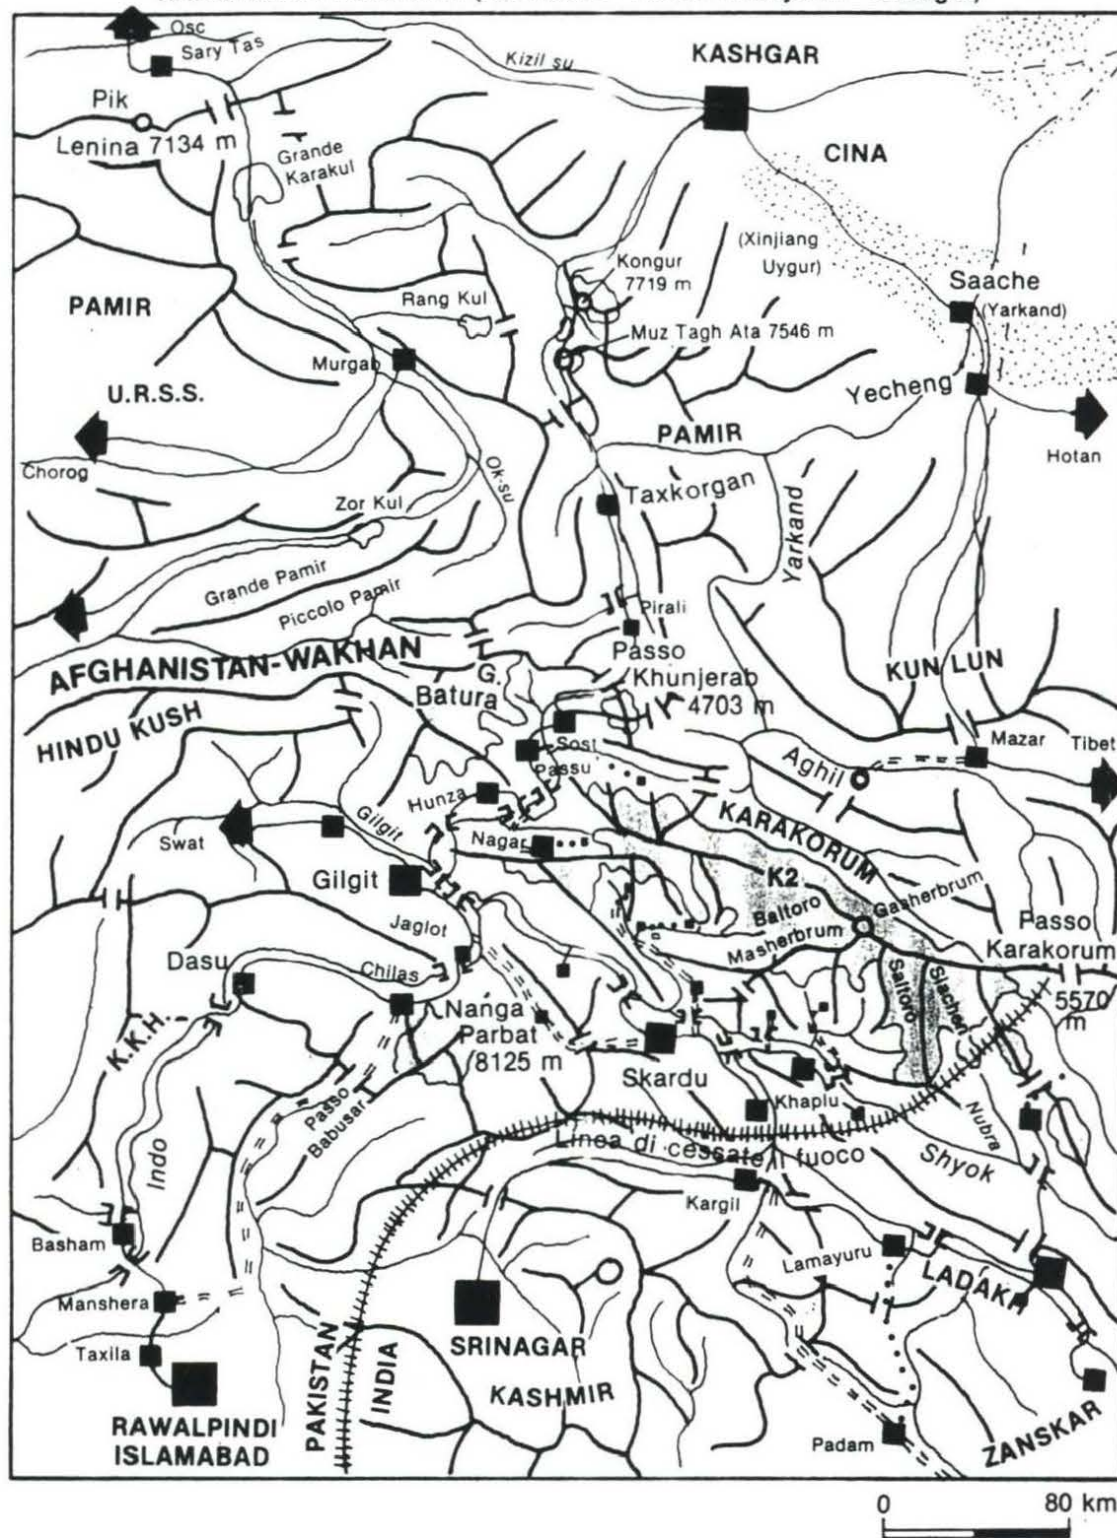 Osc
Sary Tas
Kizil su
KASHGAR
Pik
Lenina 7134 m
Grande
Karakul
CINA
(Xinjiang
Uygur)
Kongur
7719 m
Saache
(Yarkand)
PAMIR
Rang Kul
Muz Tagh Ata 7546 m
Murgab
Yecheng
U.R.S.S.
PAMIR
Hotan
Chorog
Ok-su
Taxkorgan
Zor Kul
Yarkand
Grande Pamir
Piccolo Pamir
Pirali
AFGHANISTAN-WAKHAN
Passo
Khunjerab
4703 m
KUN LUN
G.
Batura
HINDU KUSH
Sost
Mazar
Tibet
Passu
Aghil
Hunza
Gilgit
KARAKORUM
Swat
Nagar
Gilgit
K2
Gasherbrum
Baltoro
Jaglot
Masherbrum
Passo
Karakorum
5570
m
Dasu
Chilas
Saltoro
Siachen
Nanga
Parbat
8125 m
K.K.H.
Skardu
Passo
Babusar
Khaplu
Nubra
Indo
Linea di cessate il fuoco
Shyok
Kargil
Basham
Lamayuru
LADAKH
Manshera
SRINAGAR
Taxila
PAKISTAN
INDIA
KASHMIR
RAWALPINDI
ISLAMABAD
Padam
ZANSKAR
0 80 km